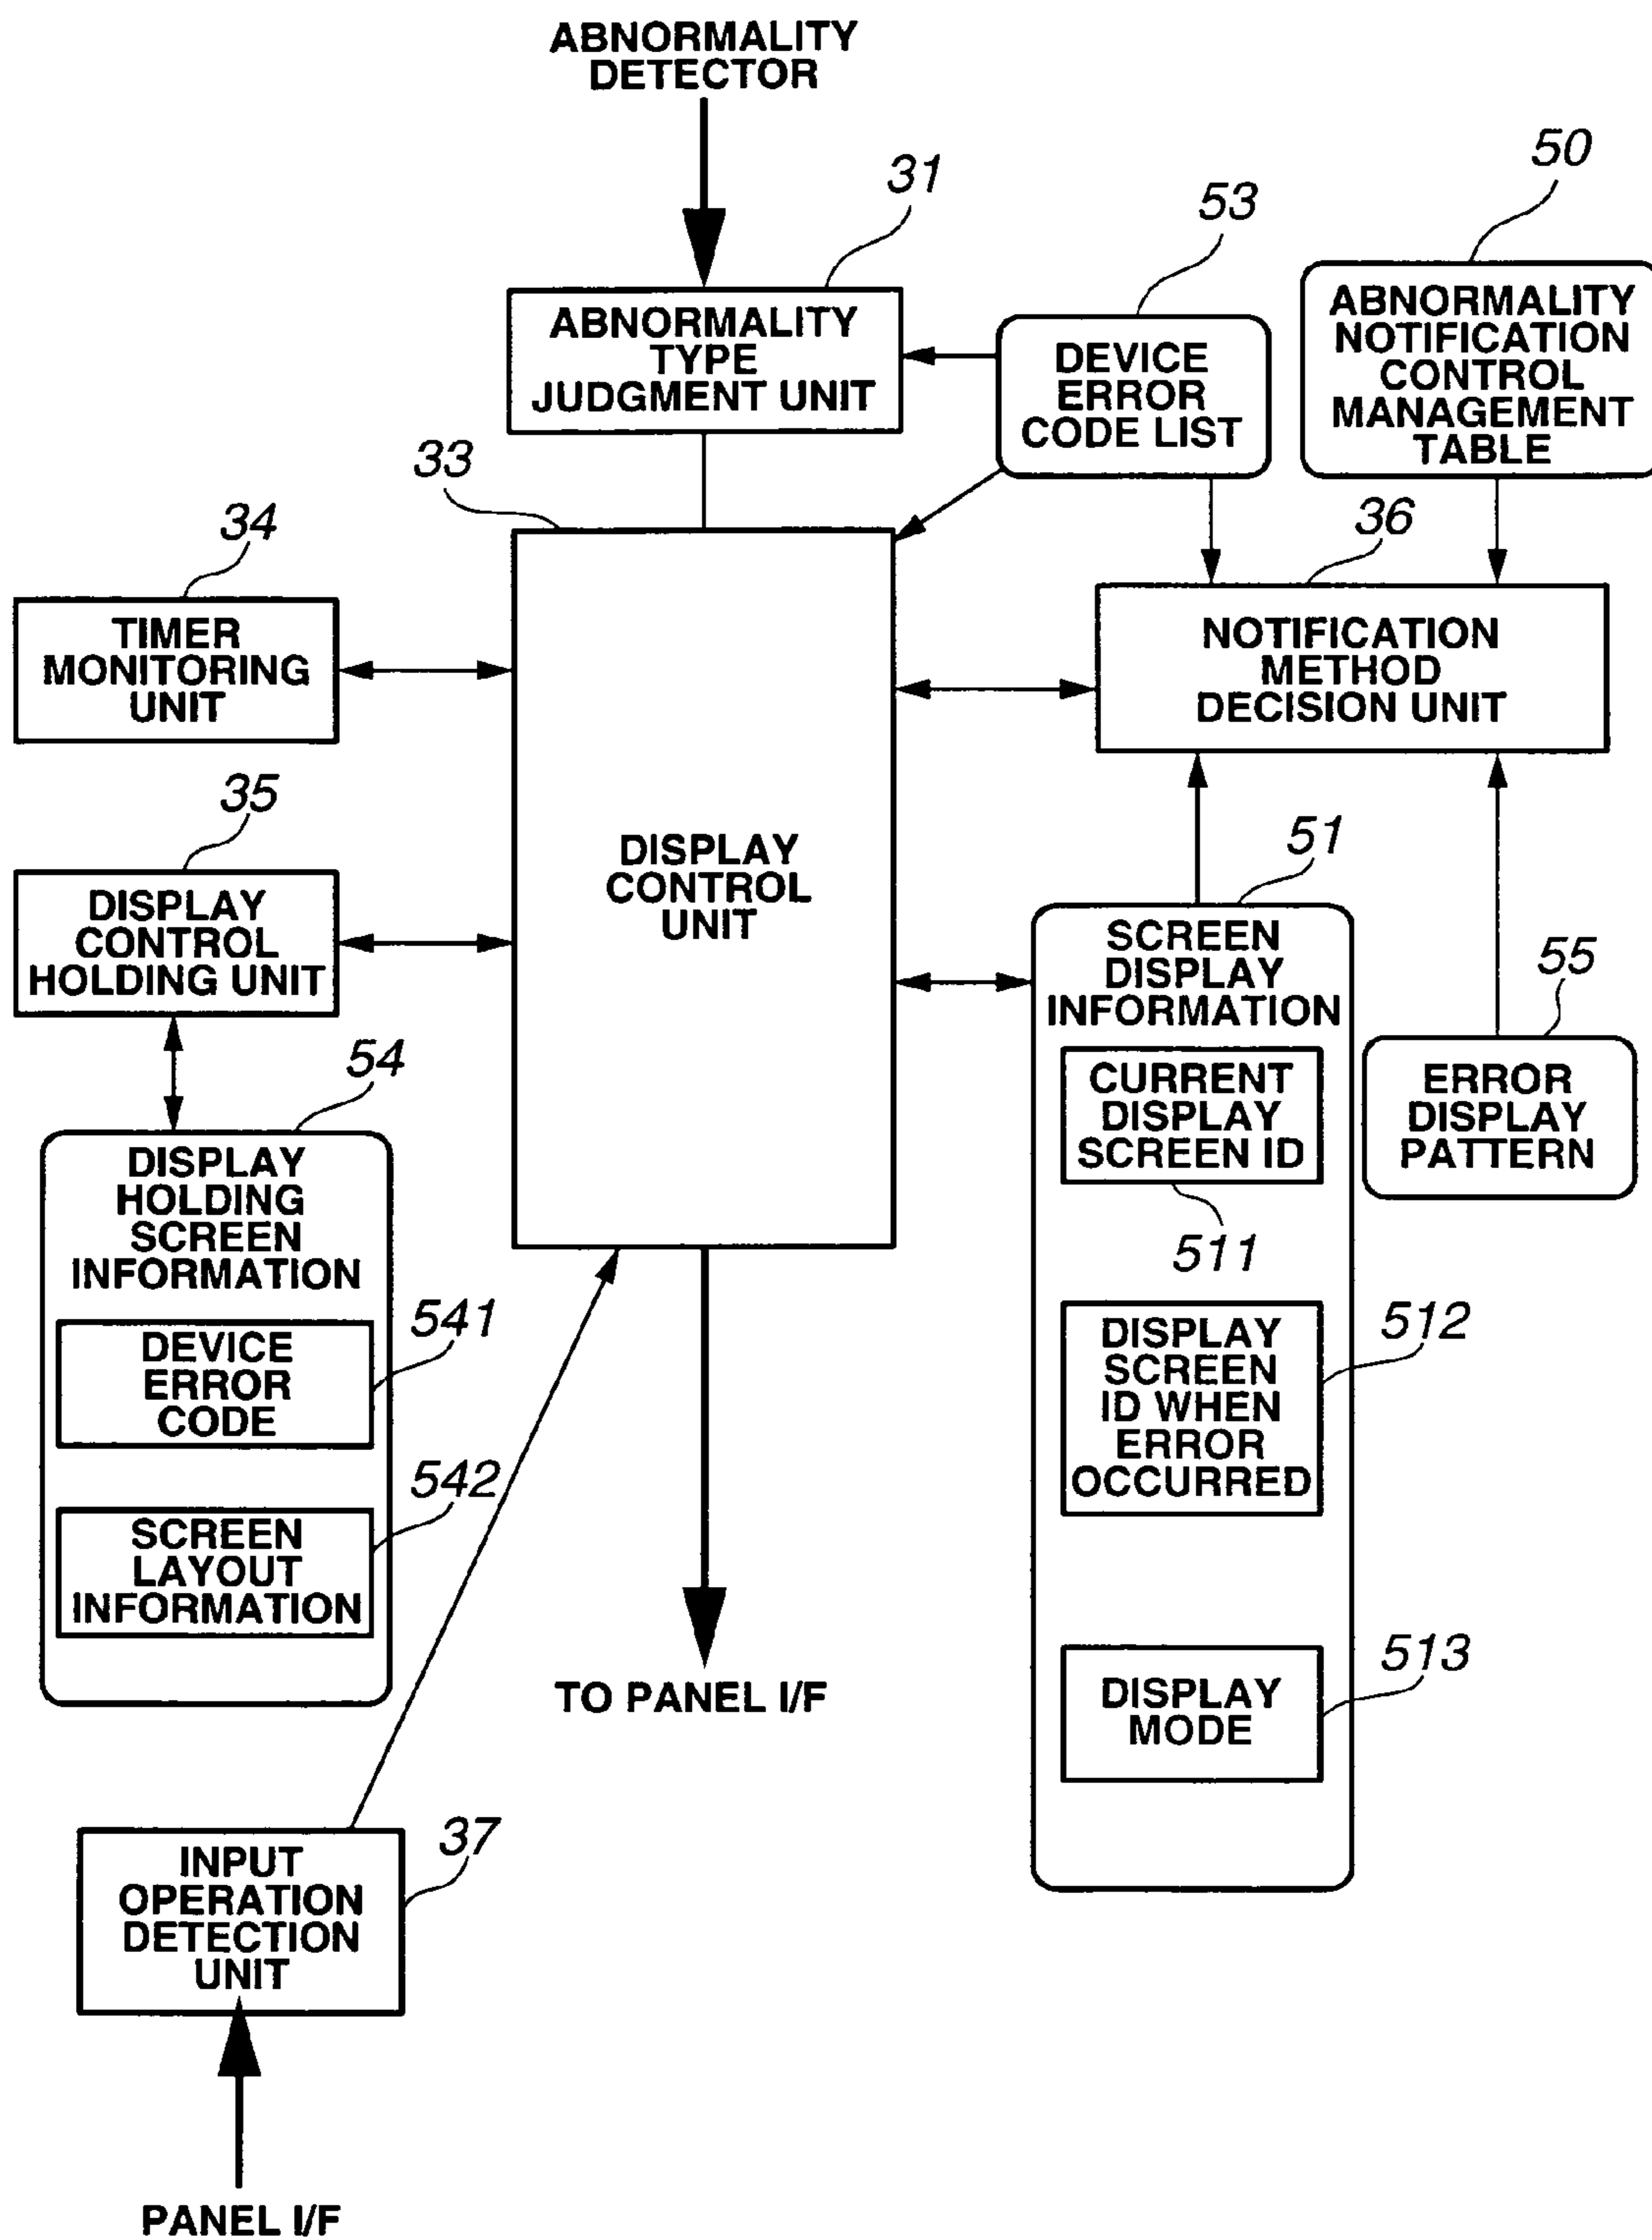 ABNORMALITY
DETECTOR
31
53
50
ABNORMALITY
TYPE
JUDGMENT UNIT
DEVICE
ERROR
CODE LIST
ABNORMALITY
NOTIFICATION
CONTROL
MANAGEMENT
TABLE
33
34
36
TIMER
MONITORING
UNIT
NOTIFICATION
METHOD
DECISION UNIT
35
DISPLAY
CONTROL
HOLDING UNIT
DISPLAY
CONTROL
UNIT
51
SCREEN
DISPLAY
INFORMATION
55
54
CURRENT
DISPLAY
SCREEN ID
511
ERROR
DISPLAY
PATTERN
DISPLAY
HOLDING
SCREEN
INFORMATION
541
DEVICE
ERROR
CODE
DISPLAY
SCREEN
ID WHEN
ERROR
OCCURRED
512
542
SCREEN
LAYOUT
INFORMATION
TO PANEL I/F
513
DISPLAY
MODE
37
INPUT
OPERATION
DETECTION
UNIT
PANEL I/F